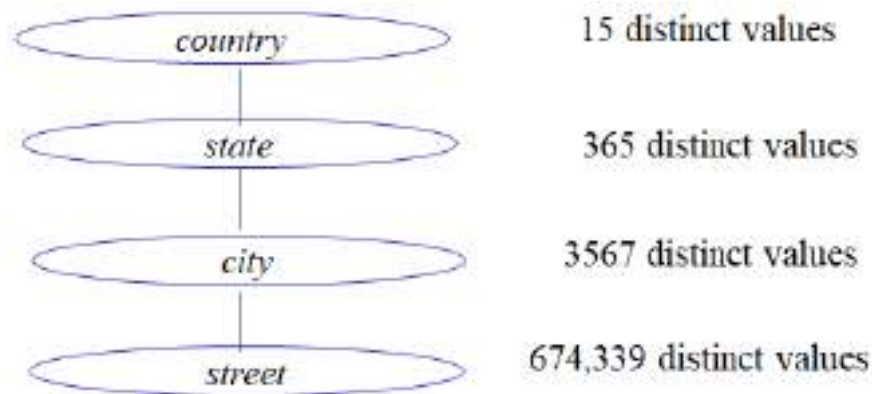 country 15 distinct values
state 365 distinct values
city 3567 distinct values
street 674,339 distinct values